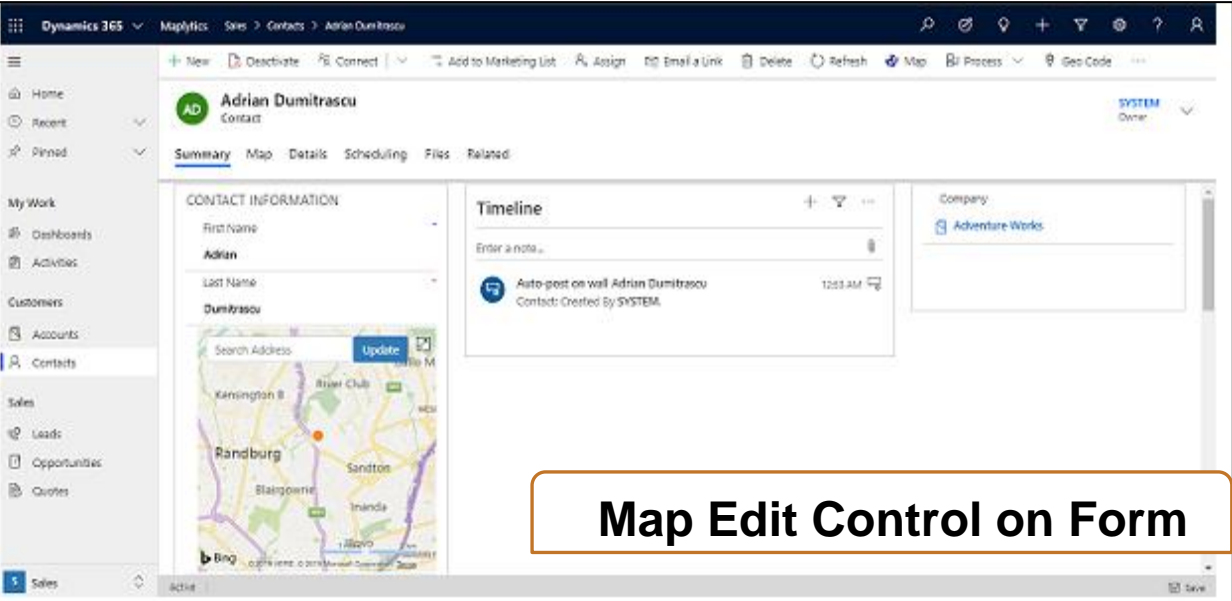 Dynamics 365 Maplytics Sales > Contacts > Adrian Dumitrascu
+ New Deactivate Connect Add to Marketing List Assign Email a Link Delete Refresh Map Process Geo Code ...
Home
Recent
Pinned
My Work
Dashboards
Activities
Customers
Accounts
Contacts
Sales
Leads
Opportunities
Quotes
Sales
AD
Adrian Dumitrascu
Contact
SYSTEM
Owner
Summary Map Details Scheduling Files Related
CONTACT INFORMATION
First Name
Adrian
Last Name
Dumitrascu
Search Address Update
River Club
Kensington B
Randburg
Sandton
Blairgowrie
Inanda
Bing
Timeline
Enter a note...
Auto-post on wall Adrian Dumitrascu 12:53 AM
Contact: Created By SYSTEM.
Company
Adventure Works
Map Edit Control on Form
Active Save